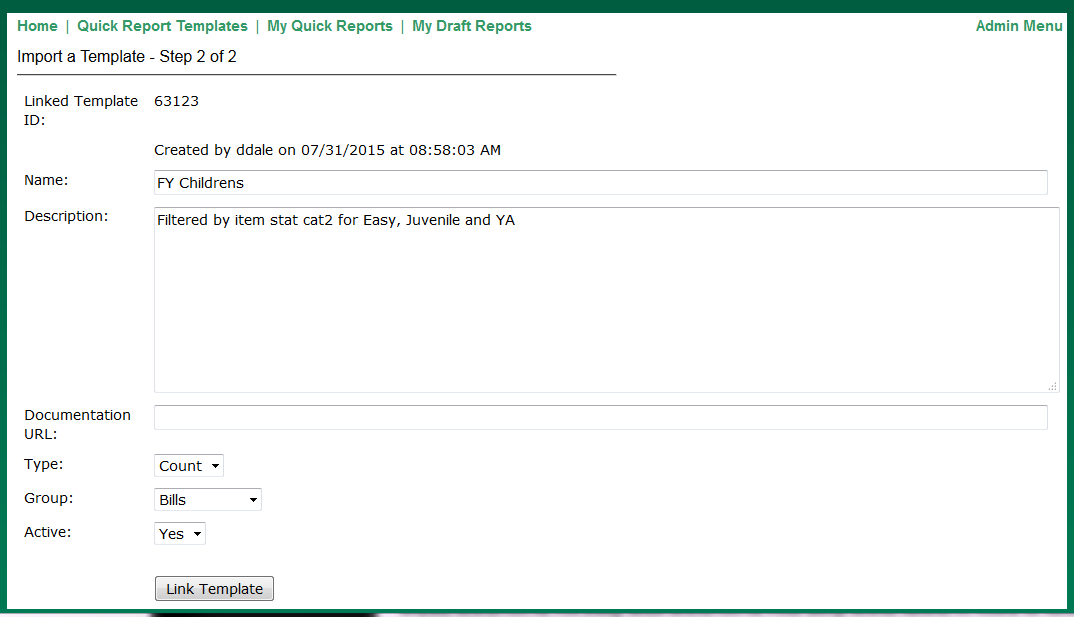 Home | Quick Report Templates | My Quick Reports | My Draft Reports Admin Menu
Import a Template - Step 2 of 2
Linked Template 63123
ID:
Created by ddale on 07/31/2015 at 08:58:03 AM
Name: FY Childrens
Description: Filtered by item stat cat2 for Easy, Juvenile and YA
Documentation
URL:
Type: Count
Group: Bills
Active: Yes
Link Template